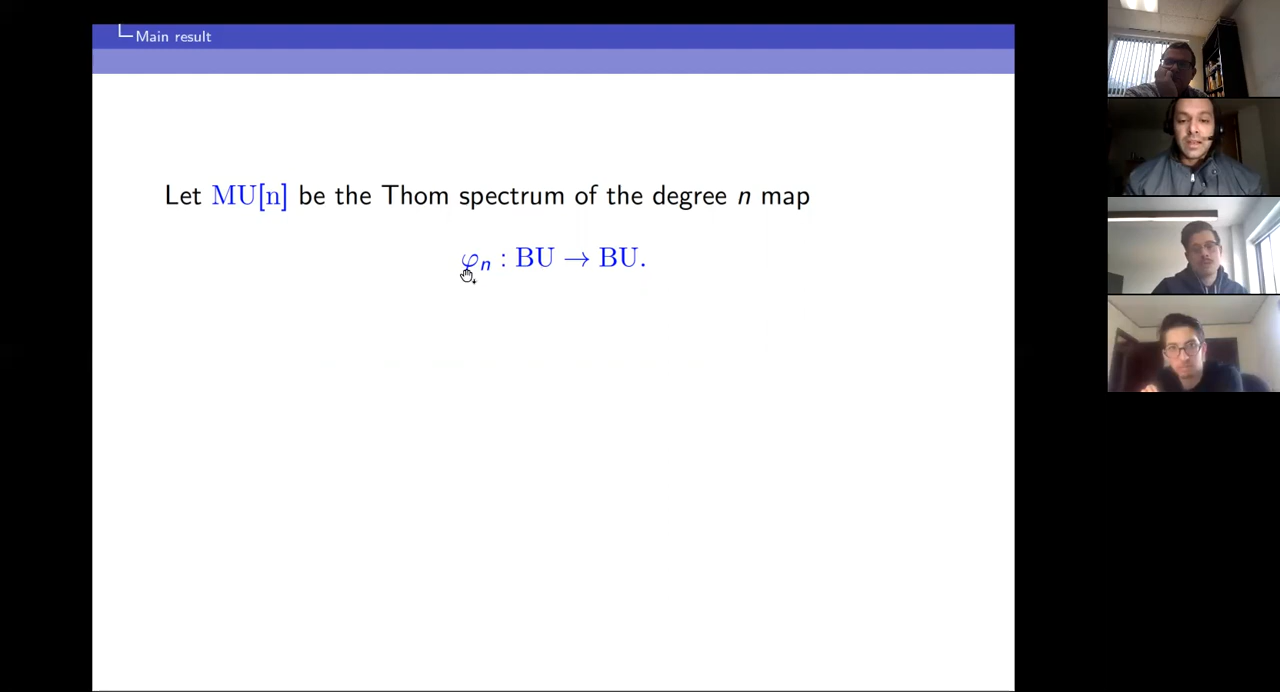 Main result
Let MU[n] be the Thom spectrum of the degree n map
φₙ : BU → BU.